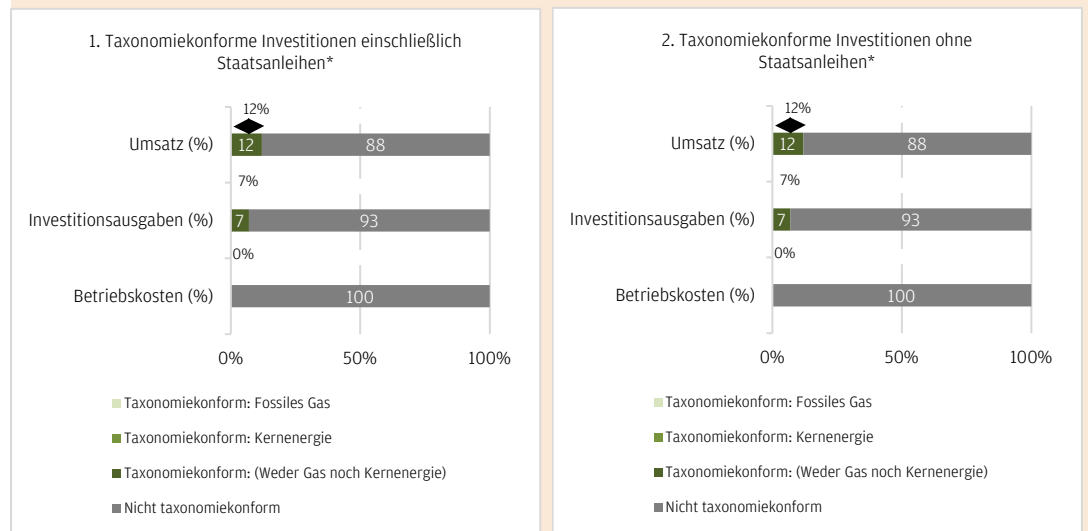 1. Taxonomiekonforme Investitionen einschließlich
Staatsanleihen*
12%
Umsatz (%)
12
88
7%
Investitionsausgaben (%)
7
93
0%
Betriebskosten (%)
100
0%
50%
100%
Taxonomiekonform: Fossiles Gas
Taxonomiekonform: Kernenergie
Taxonomiekonform: (Weder Gas noch Kernenergie)
Nicht taxonomiekonform
2. Taxonomiekonforme Investitionen ohne
Staatsanleihen*
12%
Umsatz (%)
12
88
7%
Investitionsausgaben (%)
7
93
0%
Betriebskosten (%)
100
0%
50%
100%
Taxonomiekonform: Fossiles Gas
Taxonomiekonform: Kernenergie
Taxonomiekonform: (Weder Gas noch Kernenergie)
Nicht taxonomiekonform